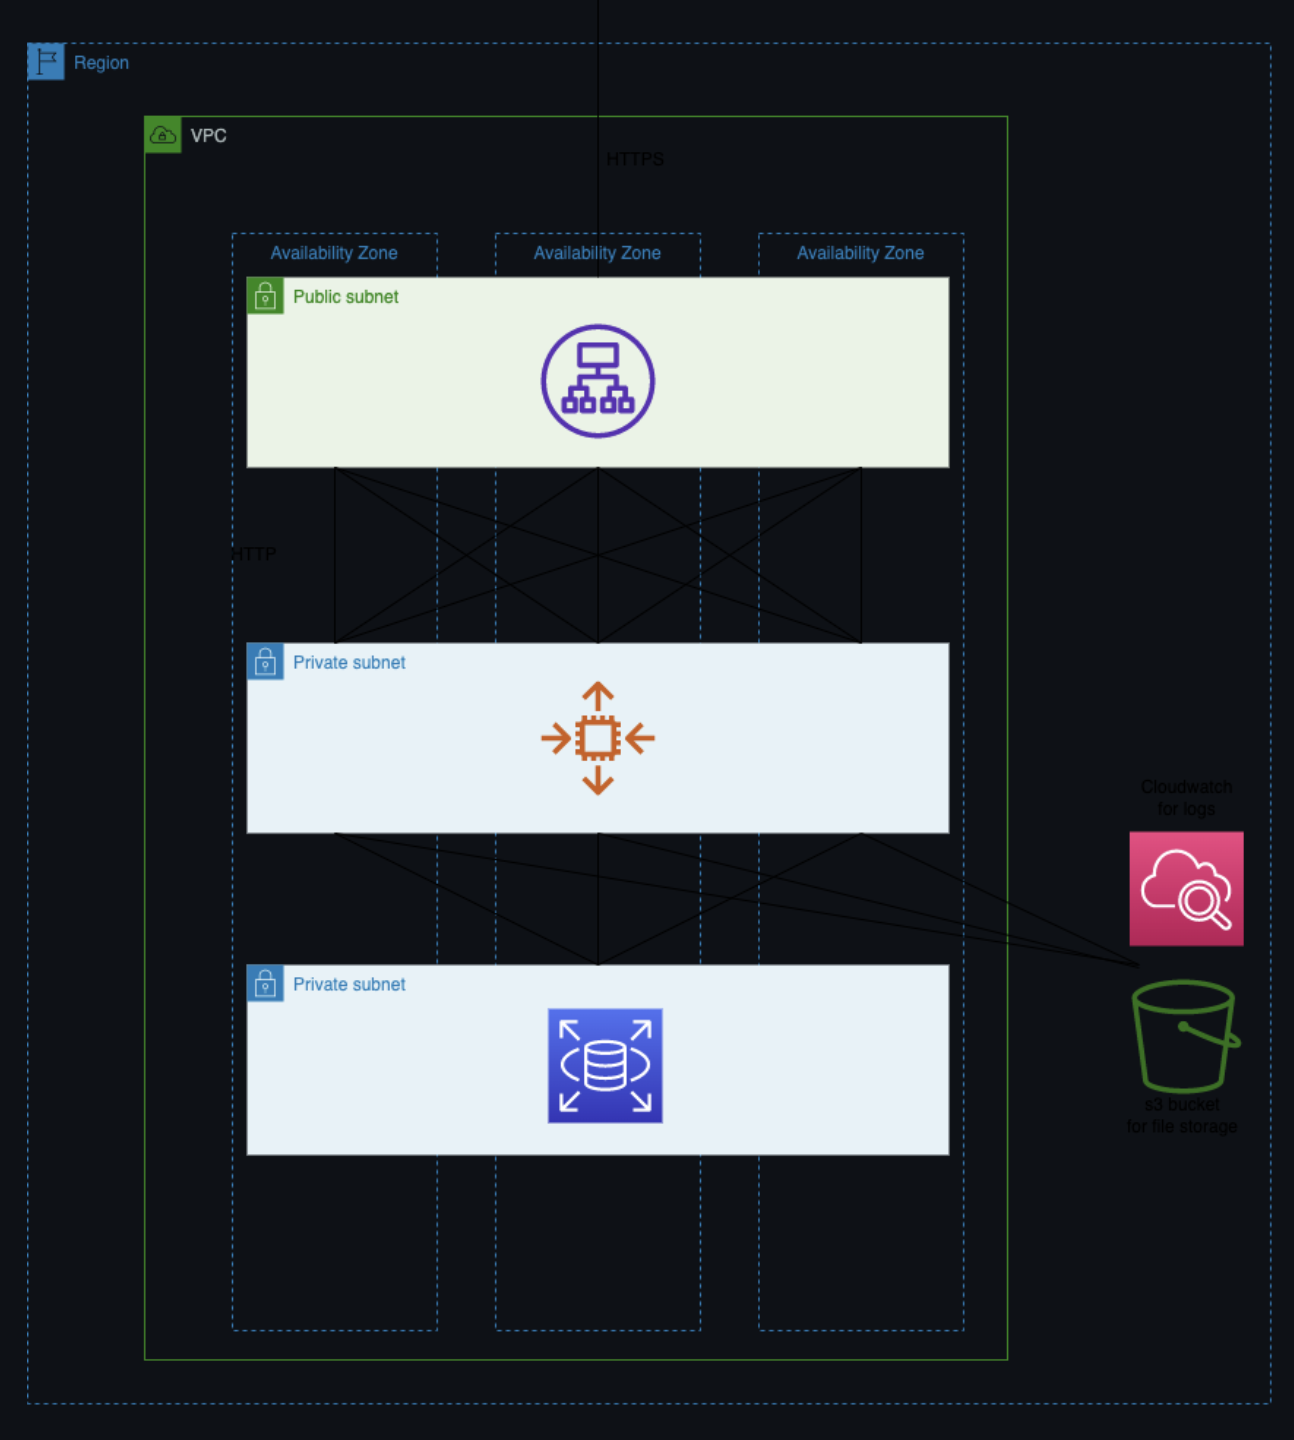 Region
VPC
HTTPS
Availability Zone
Availability Zone
Availability Zone
Public subnet
HTTP
Private subnet
Cloudwatch
for logs
Private subnet
s3 bucket
for file storage